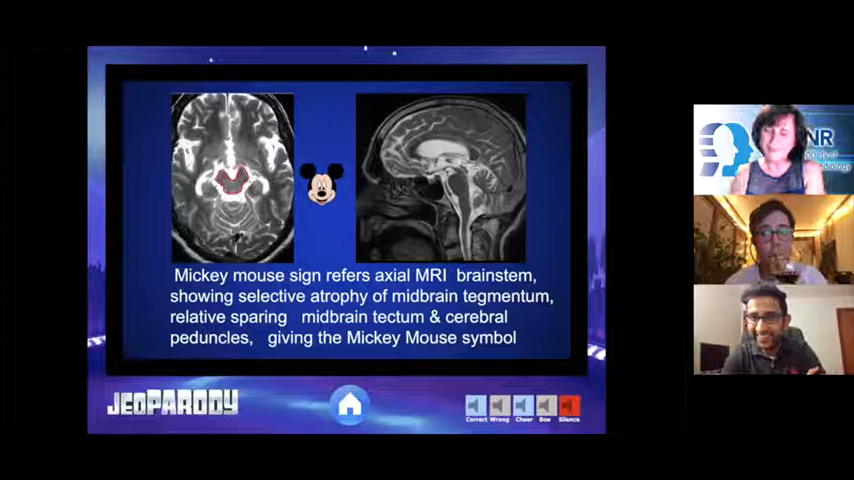 NR
Mickey mouse sign refers axial MRI brainstem,
showing selective atrophy of midbrain tegmentum,
relative sparing midbrain tectum & cerebral
peduncles, giving the Mickey Mouse symbol
JEOPARODY
Correct Wrong Cheer Boo Silence